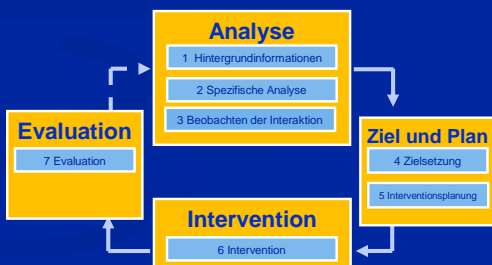 Analyse
1 Hintergrundinformationen
2 Spezifische Analyse
3 Beobachten der Interaktion
Evaluation
7 Evaluation
Ziel und Plan
4 Zielsetzung
5 Interventionsplanung
Intervention
6 Intervention